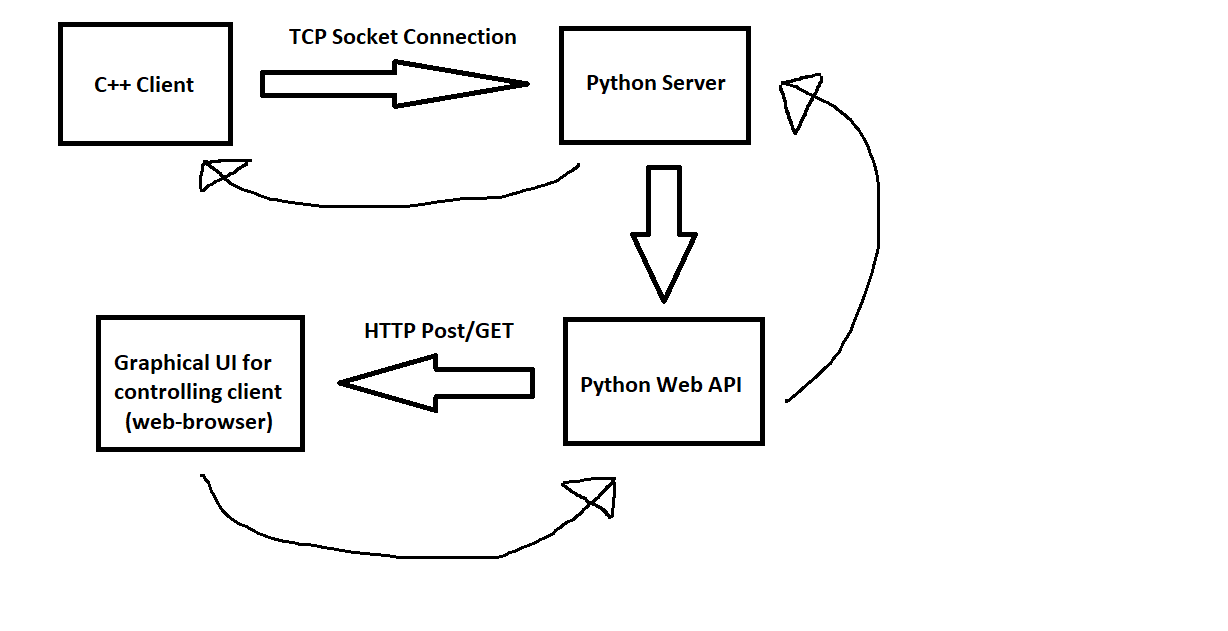 TCP Socket Connection
C++ Client
Python Server
HTTP Post/GET
Graphical UI for
controlling client
(web-browser)
Python Web API